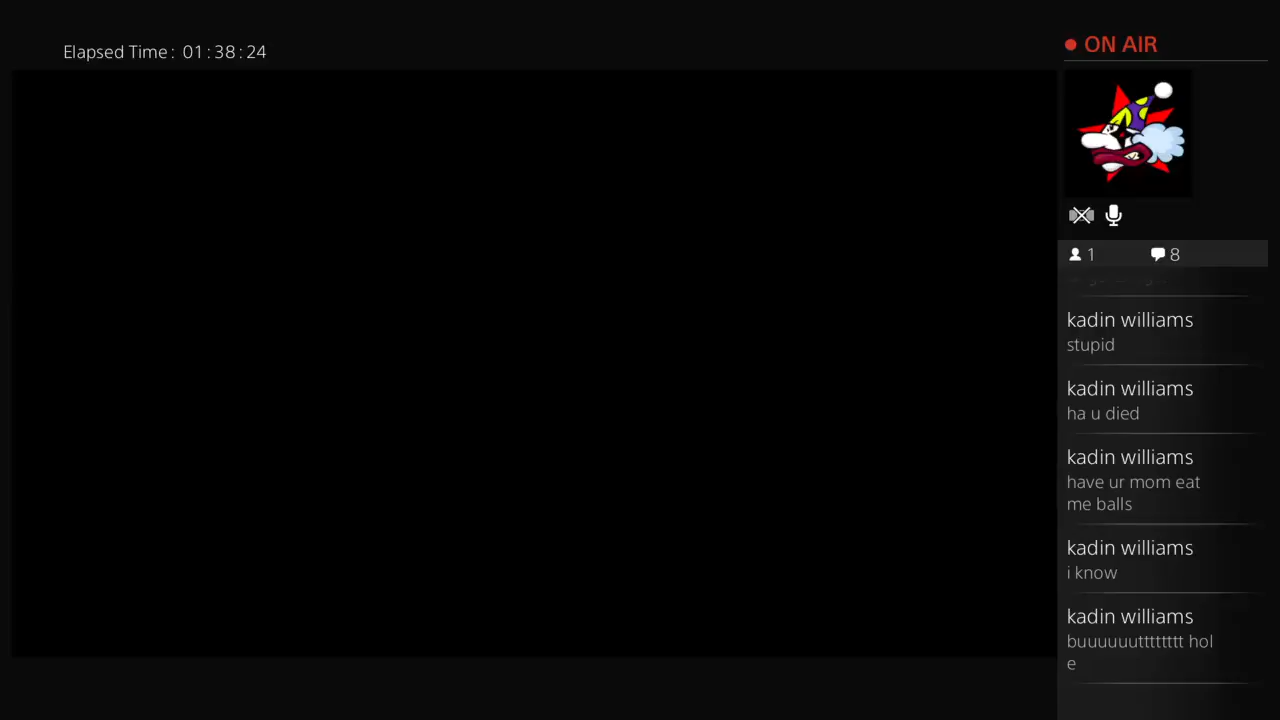 Elapsed Time: 01:38:24
ON AIR
1
8
kadin williams
stupid
kadin williams
ha u died
kadin williams
have ur mom eat
me balls
kadin williams
i know
kadin williams
buuuuuutttttttt hol
e